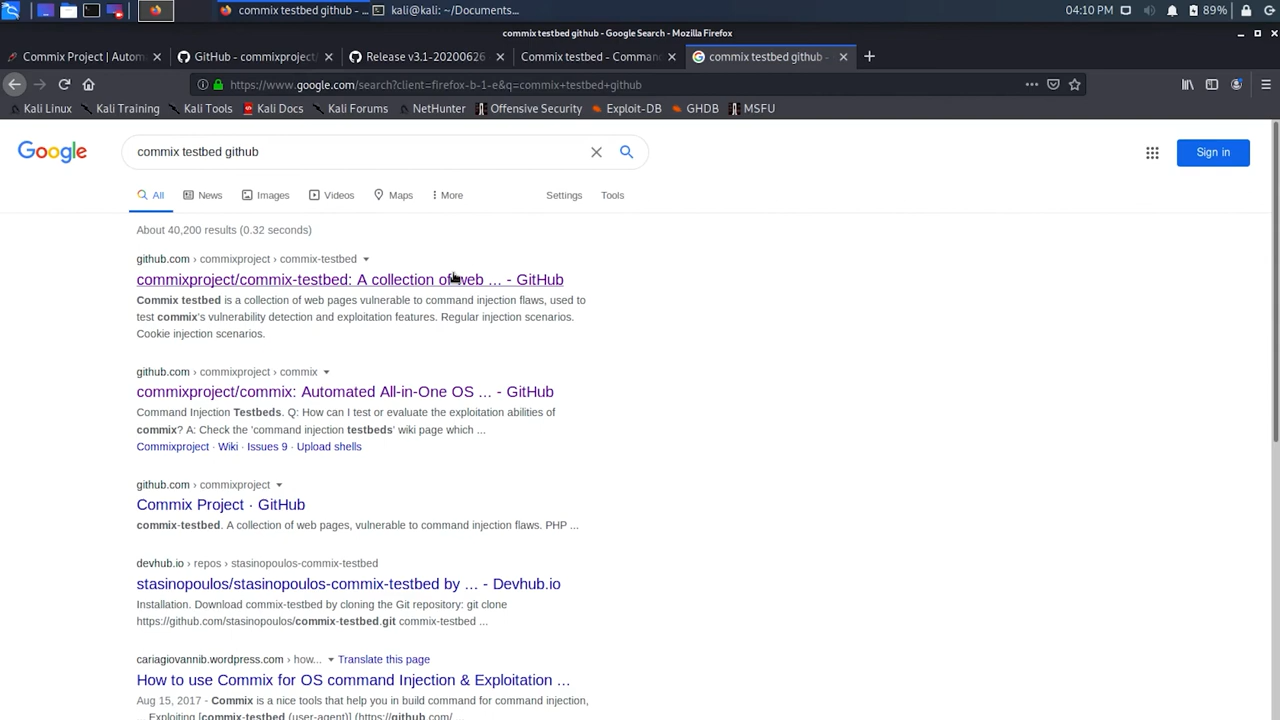 commix testbed github - ...
kali@kali: ~/Documents...
04:10 PM
89%
commix testbed github - Google Search - Mozilla Firefox
Commix Project | Autom
GitHub - commixproject/
Release v3.1-20200626
Commix testbed - Comman
commix testbed github -
https://www.google.com/search?client=firefox-b-1-e&q=commix+testbed+github
Kali Linux
Kali Training
Kali Tools
Kali Docs
Kali Forums
NetHunter
Offensive Security
Exploit-DB
GHDB
MSFU
Google
commix testbed github
Sign in
All
News
Images
Videos
Maps
More
Settings
Tools
About 40,200 results (0.32 seconds)
github.com › commixproject › commix-testbed
commixproject/commix-testbed: A collection of web ... - GitHub
Commix testbed is a collection of web pages vulnerable to command injection flaws, used to
test commix's vulnerability detection and exploitation features. Regular injection scenarios.
Cookie injection scenarios.
github.com › commixproject › commix
commixproject/commix: Automated All-in-One OS ... - GitHub
Command Injection Testbeds. Q: How can I test or evaluate the exploitation abilities of
commix? A: Check the 'command injection testbeds' wiki page which ...
Commixproject · Wiki · Issues 9 · Upload shells
github.com › commixproject
Commix Project · GitHub
commix-testbed. A collection of web pages, vulnerable to command injection flaws. PHP ...
devhub.io › repos › stasinopoulos-commix-testbed
stasinopoulos/stasinopoulos-commix-testbed by ... - Devhub.io
Installation. Download commix-testbed by cloning the Git repository: git clone
https://github.com/stasinopoulos/commix-testbed.git commix-testbed ...
cariagiovannib.wordpress.com › how...
Translate this page
How to use Commix for OS command Injection & Exploitation ...
Aug 15, 2017 - Commix is a nice tools that help you in build command for command injection,
... Exploiting [commix-testbed (user-agent)] (https://github.com/ ...